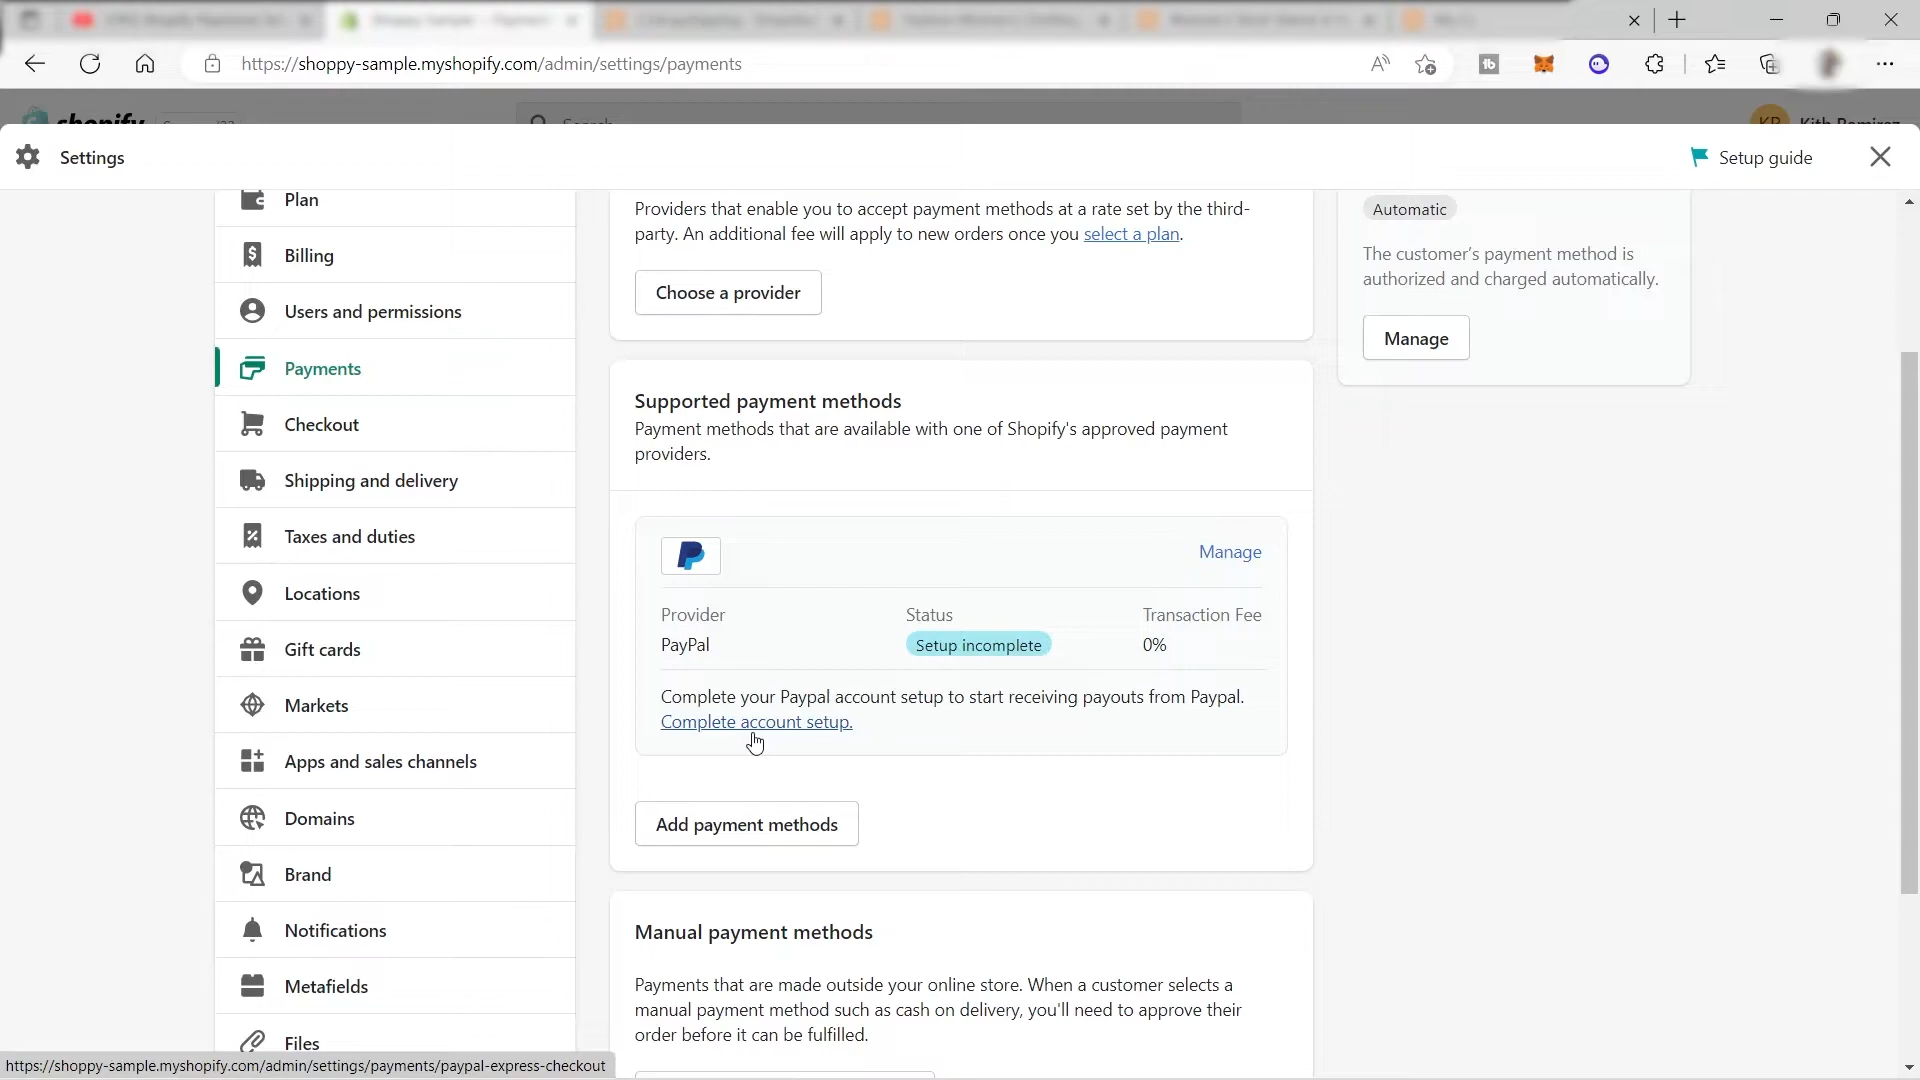 https://shoppy-sample.myshopify.com/admin/settings/payments
Settings
Setup guide
Plan
Billing
Users and permissions
Payments
Checkout
Shipping and delivery
Taxes and duties
Locations
Gift cards
Markets
Apps and sales channels
Domains
Brand
Notifications
Metafields
Files
Providers that enable you to accept payment methods at a rate set by the third-
party. An additional fee will apply to new orders once you select a plan.
Choose a provider
Automatic
The customer's payment method is
authorized and charged automatically.
Manage
Supported payment methods
Payment methods that are available with one of Shopify's approved payment
providers.
Manage
Provider
Status
Transaction Fee
PayPal
Setup incomplete
0%
Complete your Paypal account setup to start receiving payouts from Paypal.
Complete account setup.
Add payment methods
Manual payment methods
Payments that are made outside your online store. When a customer selects a
manual payment method such as cash on delivery, you'll need to approve their
order before it can be fulfilled.
https://shoppy-sample.myshopify.com/admin/settings/payments/paypal-express-checkout